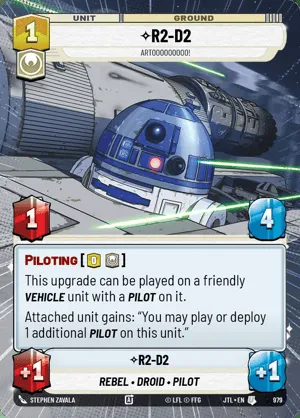 UNIT GROUND
1
R2-D2
ARTOOOOOOOOO!
1
4
PILOTING [0]
This upgrade can be played on a friendly
VEHICLE unit with a PILOT on it.
Attached unit gains: "You may play or deploy
1 additional PILOT on this unit."
R2-D2
+1
+1
REBEL • DROID • PILOT
STEPHEN ZAVALA
© LFL © FFG
JTL • EN
979